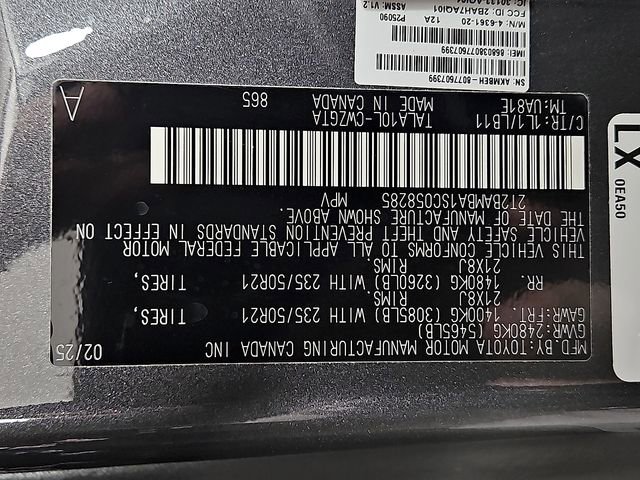 MFD.BY:TOYOTA MOTOR MANUFACTURING CANADA INC 02/25
GVWR:2480KG (5465LB)
GAWR:FRT. 1400KG (3085LB) WITH 235/50R21 TIRES,
21X8J RIMS
RR. 1480KG (3260LB) WITH 235/50R21 TIRES,
21X8J RIMS
THIS VEHICLE CONFORMS TO ALL APPLICABLE FEDERAL MOTOR
VEHICLE SAFETY AND THEFT PREVENTION STANDARDS IN EFFECT ON
THE DATE OF MANUFACTURE SHOWN ABOVE.
2T2BAMBA1SC058285 MPV
C/TR:1L1/LB11 TALA10L-CWZGTA
TM:UA81E MADE IN CANADA 865
A
SN: AKMBEH-8077607399
IMEI: 868038077607399
M/N: 4-6361-20 12A P25090
FCC ID: 2BAH7AQI01 ASSM: V1.2
LX
0EA50